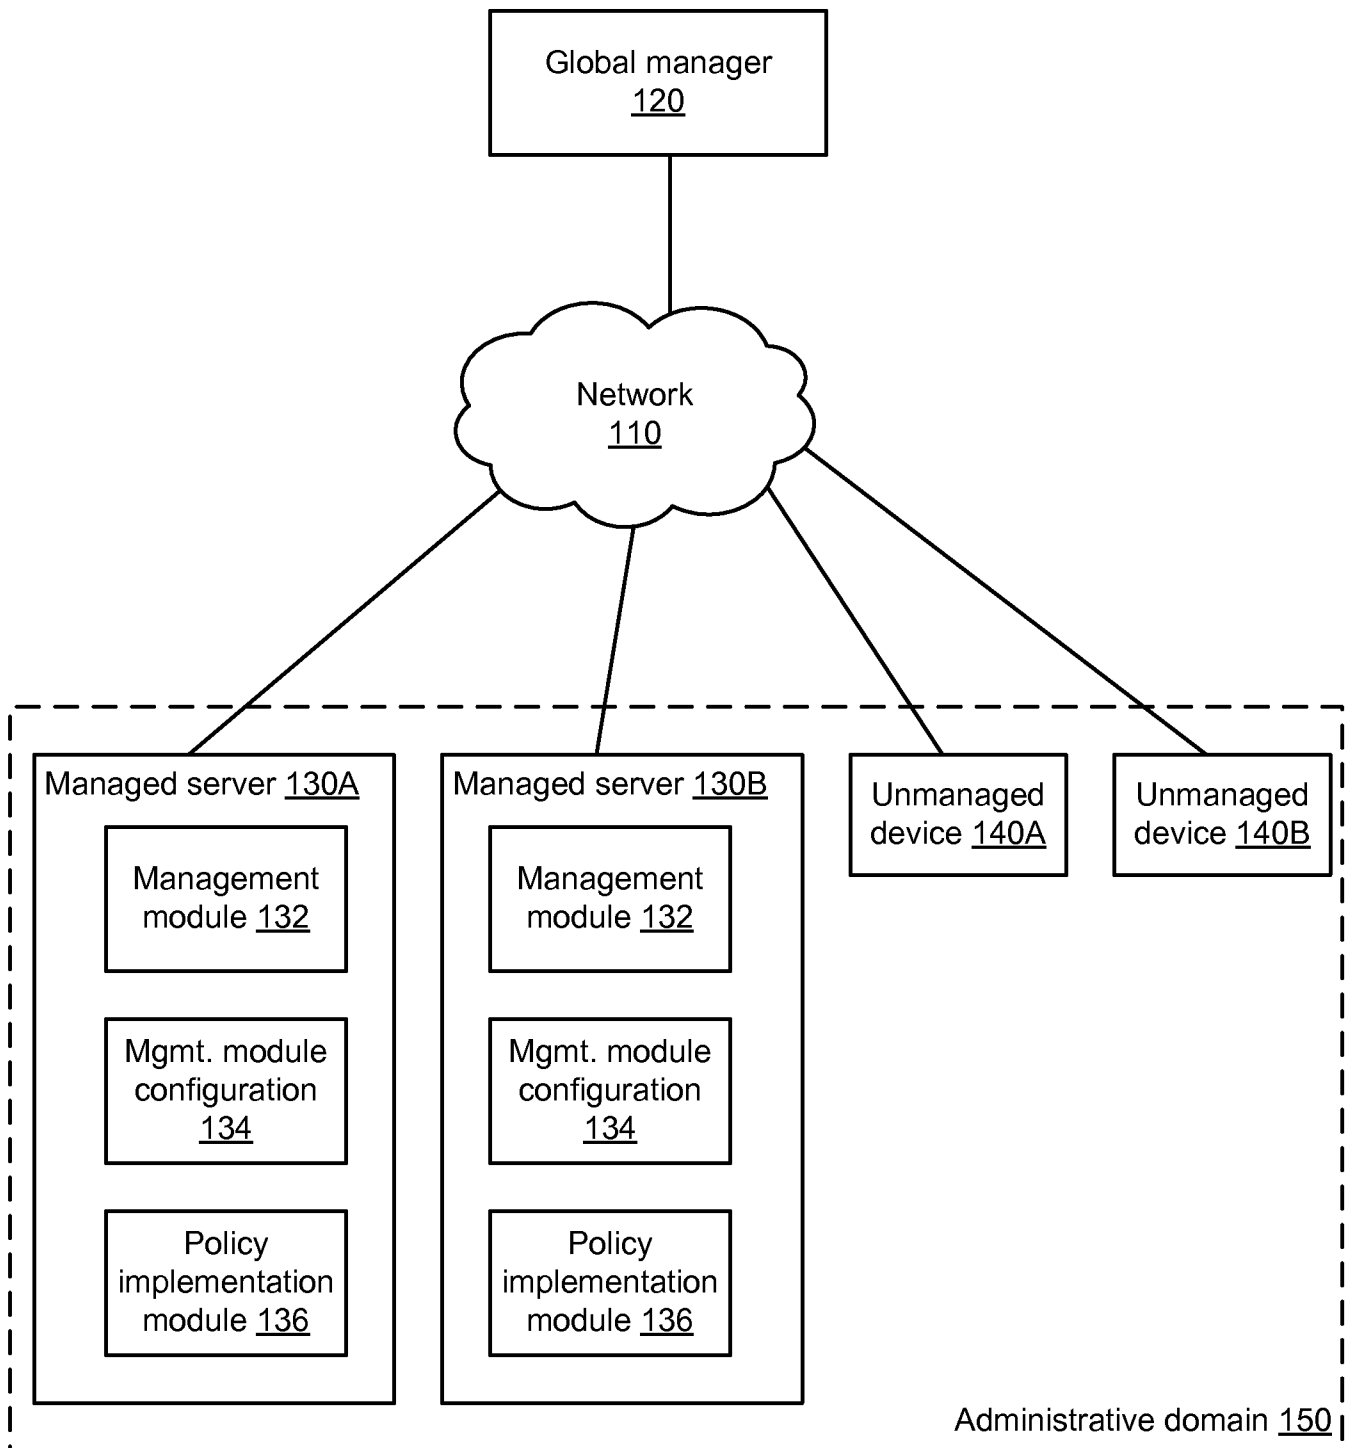 Global manager
120
Network
110
Managed server 130A
Management
module 132
Mgmt. module
configuration
134
Policy
implementation
module 136
Managed server 130B
Management
module 132
Mgmt. module
configuration
134
Policy
implementation
module 136
Unmanaged
device 140A
Unmanaged
device 140B
Administrative domain 150